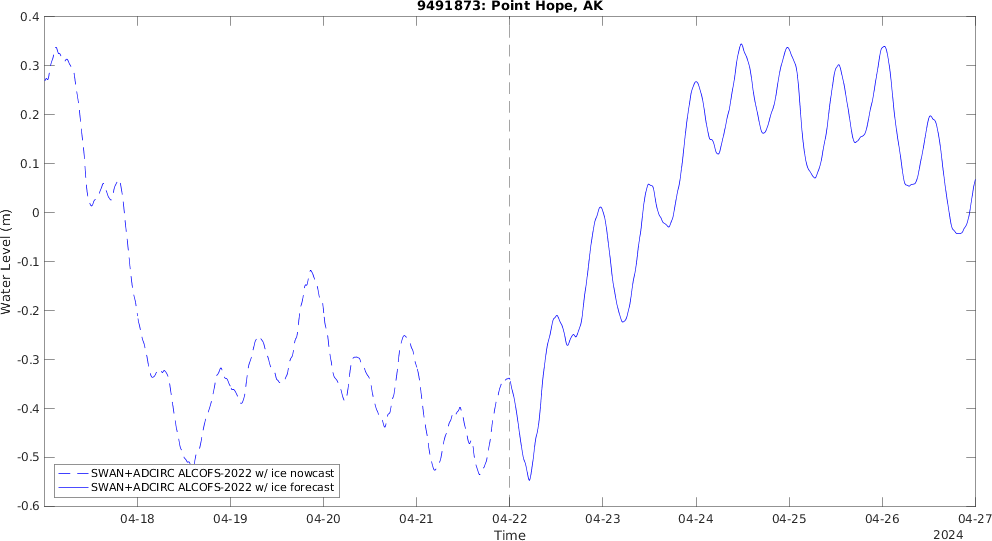 9491873: Point Hope, AK
0.4
0.3
0.2
0.1
0
-0.1
-0.2
-0.3
-0.4
-0.5
-0.6
Water Level (m)
SWAN+ADCIRC ALCOFS-2022 w/ ice nowcast
SWAN+ADCIRC ALCOFS-2022 w/ ice forecast
04-18 04-19 04-20 04-21 04-22 04-23 04-24 04-25 04-26 04-27
Time
2024